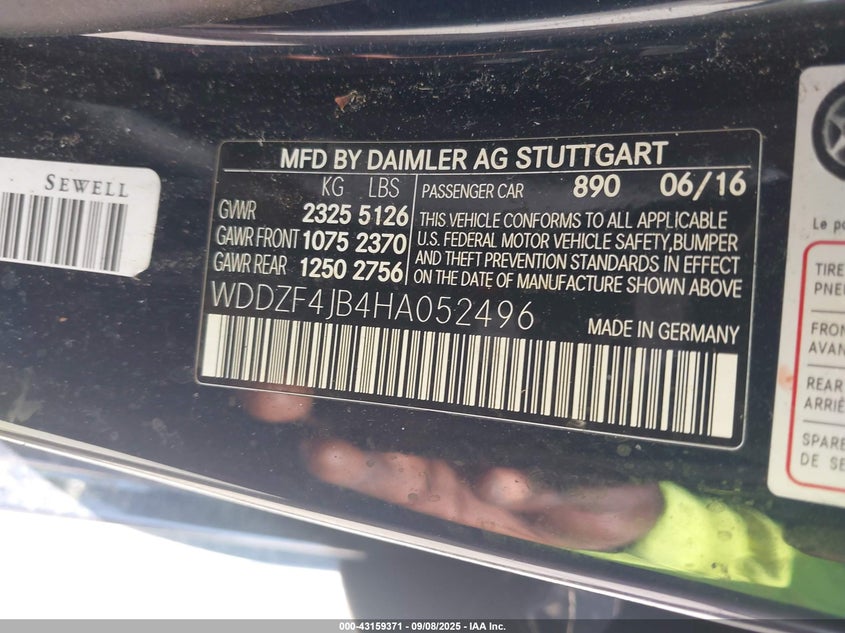 SEWELL
MFD BY DAIMLER AG STUTTGART
KG LBS
GVWR 2325 5126
GAWR FRONT 1075 2370
GAWR REAR 1250 2756
PASSENGER CAR 890 06/16
THIS VEHICLE CONFORMS TO ALL APPLICABLE
U.S. FEDERAL MOTOR VEHICLE SAFETY,BUMPER
AND THEFT PREVENTION STANDARDS IN EFFECT
ON THE DATE OF MANUFACTURE SHOWN ABOVE
WDDZF4JB4HA052496
MADE IN GERMANY
Le
TIRE
FRON
AVAN
REAR
ARRIÈ
SPARE
DE SE
000-43159371 - 09/08/2025 - IAA Inc.